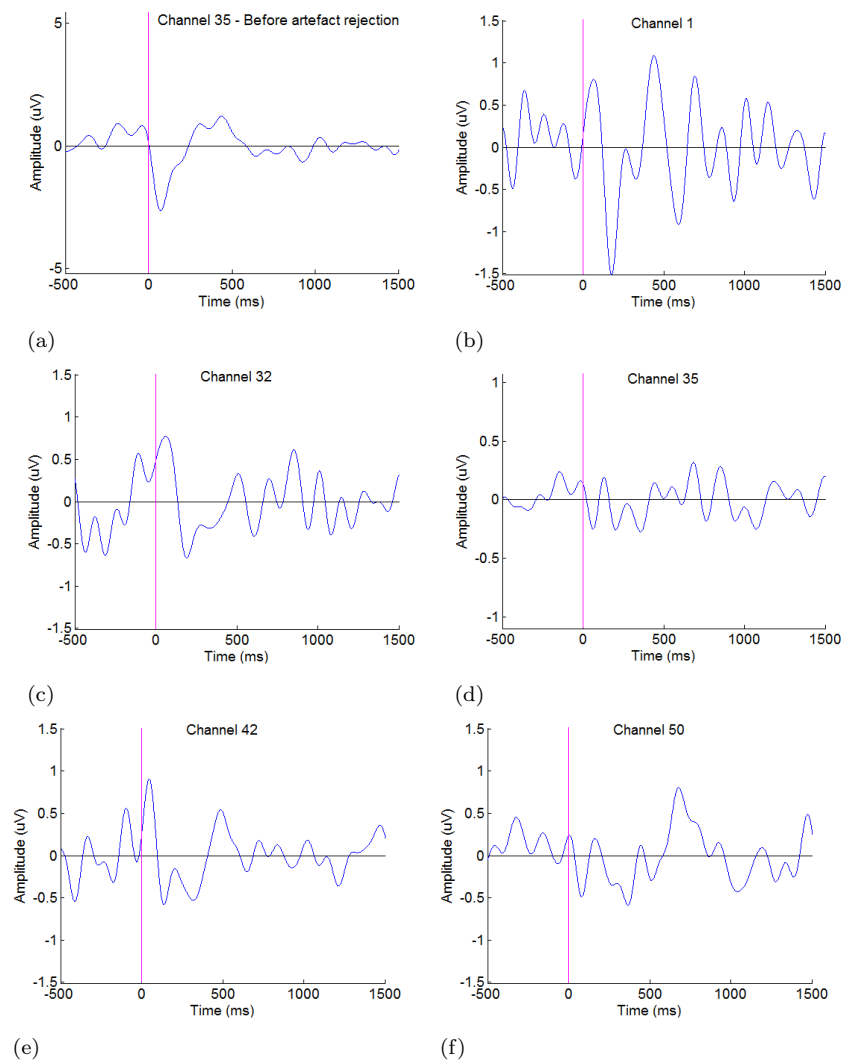 Channel 35 - Before artefact rejection
5
0
-5
Amplitude (uV)
-500 0 500 1000 1500
Time (ms)
(a)
Channel 1
1
0.5
0
-0.5
-1
-1.5
Amplitude (uV)
-500 0 500 1000 1500
Time (ms)
(b)
Channel 32
1.5
1
0.5
0
-0.5
-1
-1.5
Amplitude (uV)
-500 0 500 1000 1500
Time (ms)
(c)
Channel 35
1
0.5
0
-0.5
-1
Amplitude (uV)
-500 0 500 1000 1500
Time (ms)
(d)
Channel 42
1.5
1
0.5
0
-0.5
-1
-1.5
Amplitude (uV)
-500 0 500 1000 1500
Time (ms)
(e)
Channel 50
1.5
1
0.5
0
-0.5
-1
-1.5
Amplitude (uV)
-500 0 500 1000 1500
Time (ms)
(f)